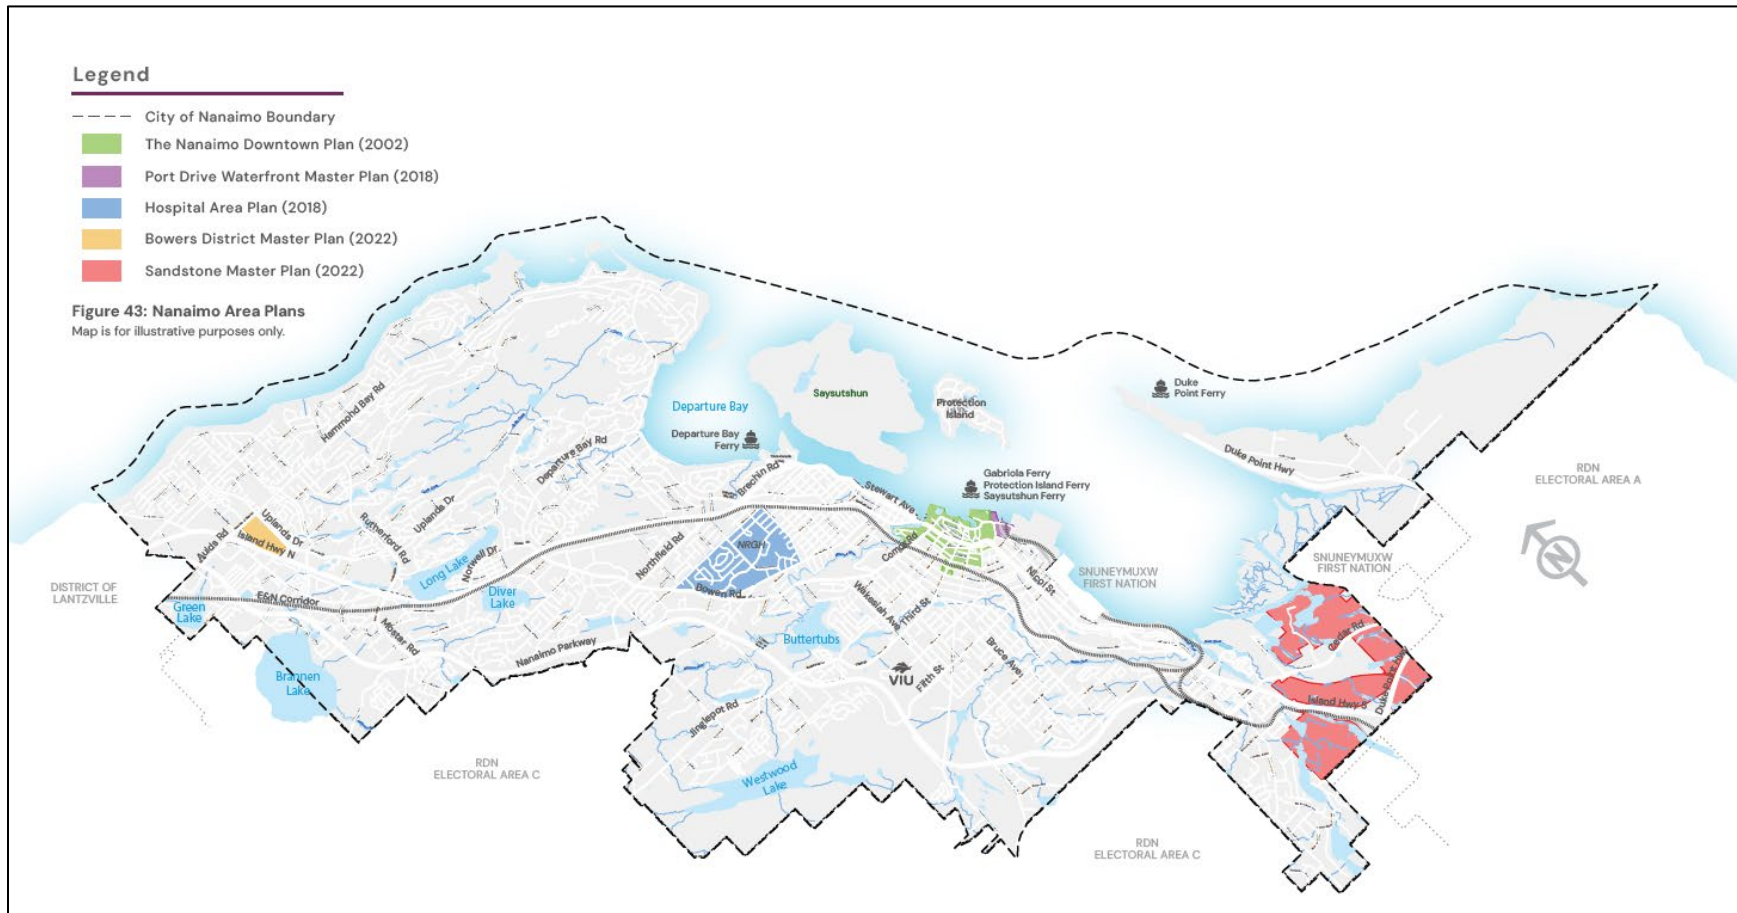 Legend
City of Nanaimo Boundary
The Nanaimo Downtown Plan (2002)
Port Drive Waterfront Master Plan (2018)
Hospital Area Plan (2018)
Bowers District Master Plan (2022)
Sandstone Master Plan (2022)
Figure 43: Nanaimo Area Plans
Map is for illustrative purposes only.
Hammond Bay Rd
Departure Bay
Departure Bay
Ferry
Saysutshun
Protection
Island
Duke
Point Ferry
Duke Point Hwy
RDN
ELECTORAL AREA A
Departure Bay Rd
Brechin Rd
Stewart Ave
Gabriola Ferry
Protection Island Ferry
Saysutshun Ferry
Uplands Dr
Island Hwy N
Aulds Rd
Rutherford Rd
Uplands Dr
Long Lake
Norwell Dr
Northfield Rd
NRGH
Bowen Rd
Comox Rd
Nicol St
SNUNEYMUXW
FIRST NATION
SNUNEYMUXW
FIRST NATION
N
DISTRICT OF
LANTZVILLE
Green
Lake
E&N Corridor
Diver
Lake
Mostar Rd
Nanaimo Parkway
Brannen
Lake
Buttertubs
Wakesiah Ave
Third St
VIU
Fifth St
Bruce Ave
Cedar Rd
Island Hwy S
Duke Point Hwy
Jinglepot Rd
Westwood
Lake
RDN
ELECTORAL AREA C
RDN
ELECTORAL AREA C